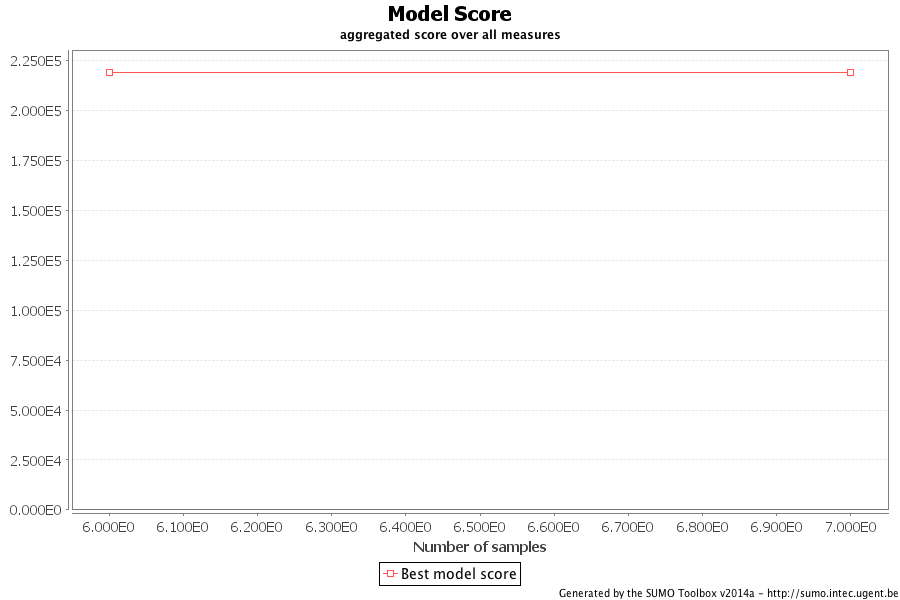 Model Score
aggregated score over all measures
2.250E5
2.000E5
1.750E5
1.500E5
1.250E5
1.000E5
7.500E4
5.000E4
2.500E4
0.000E0
6.000E0 6.100E0 6.200E0 6.300E0 6.400E0 6.500E0 6.600E0 6.700E0 6.800E0 6.900E0 7.000E0
Number of samples
Best model score
Generated by the SUMO Toolbox v2014a - http://sumo.intec.ugent.be